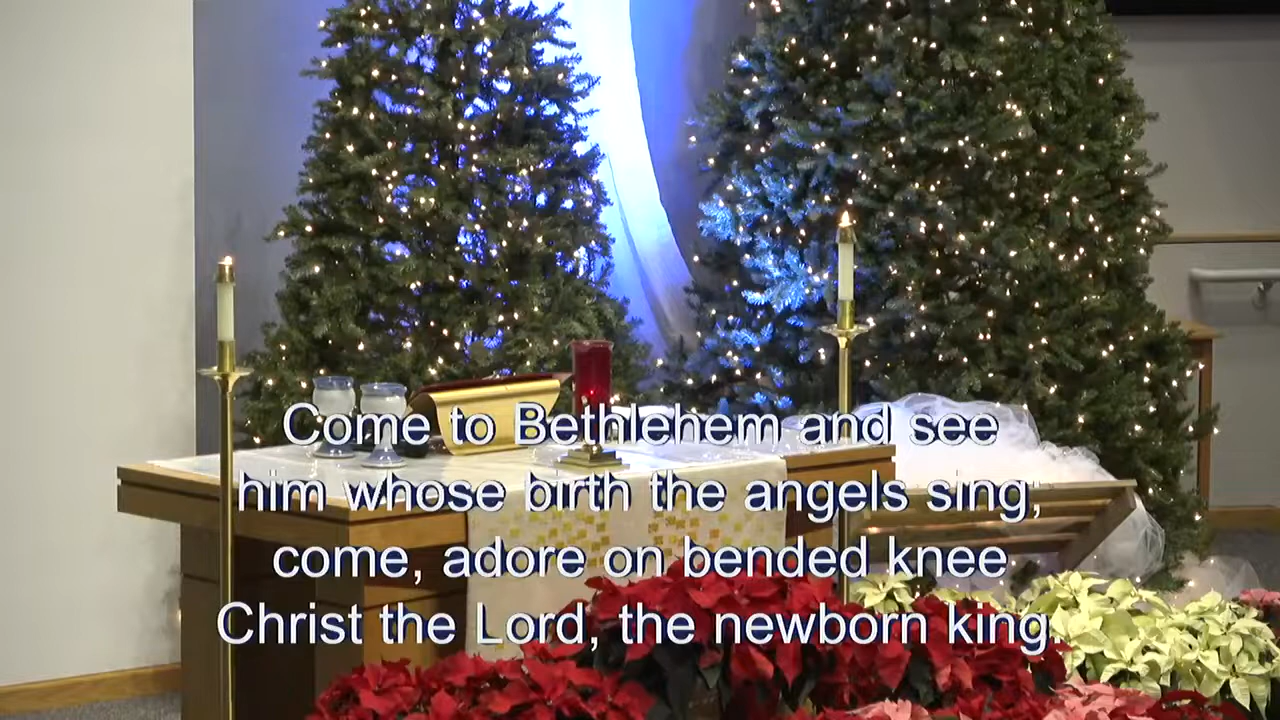 Come to Bethlehem and see
him whose birth the angels sing;
come, adore on bended knee
Christ the Lord, the newborn king.